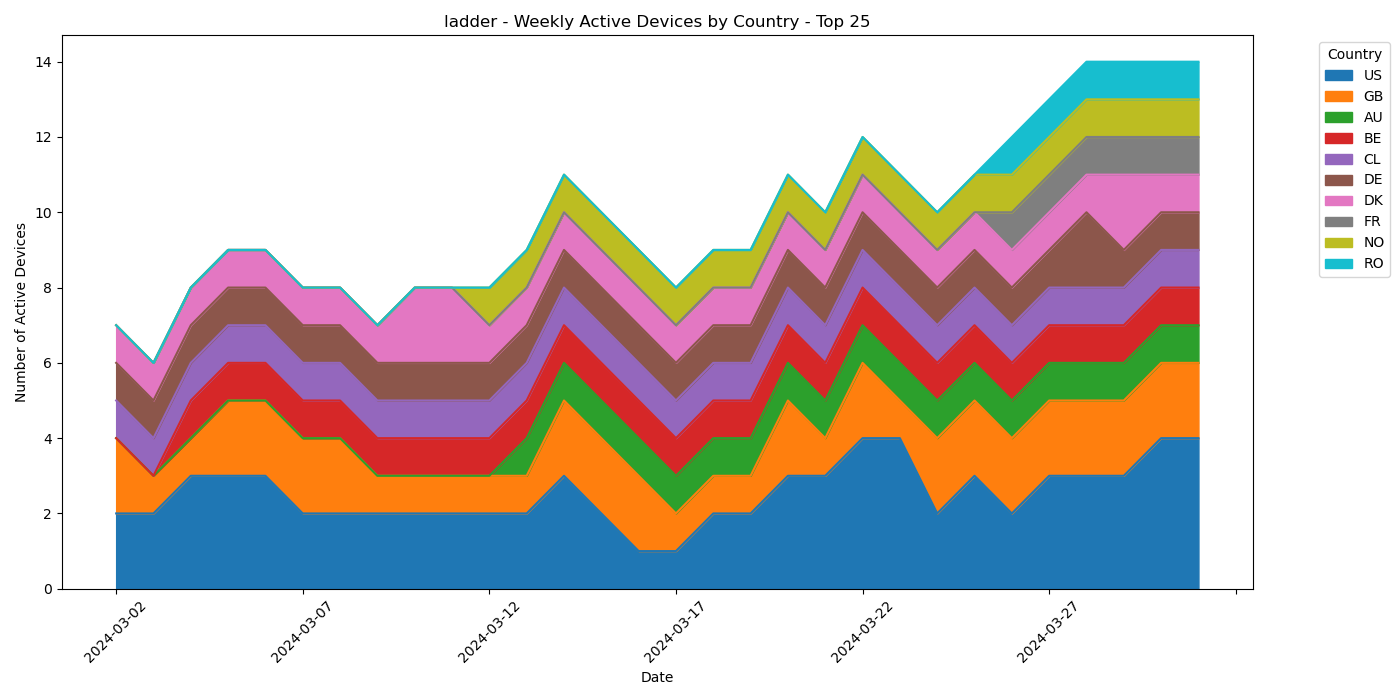 ladder - Weekly Active Devices by Country - Top 25
Number of Active Devices
14
12
10
8
6
4
2
0
2024-03-02
2024-03-07
2024-03-12
2024-03-17
2024-03-22
2024-03-27
Date
Country
US
GB
AU
BE
CL
DE
DK
FR
NO
RO